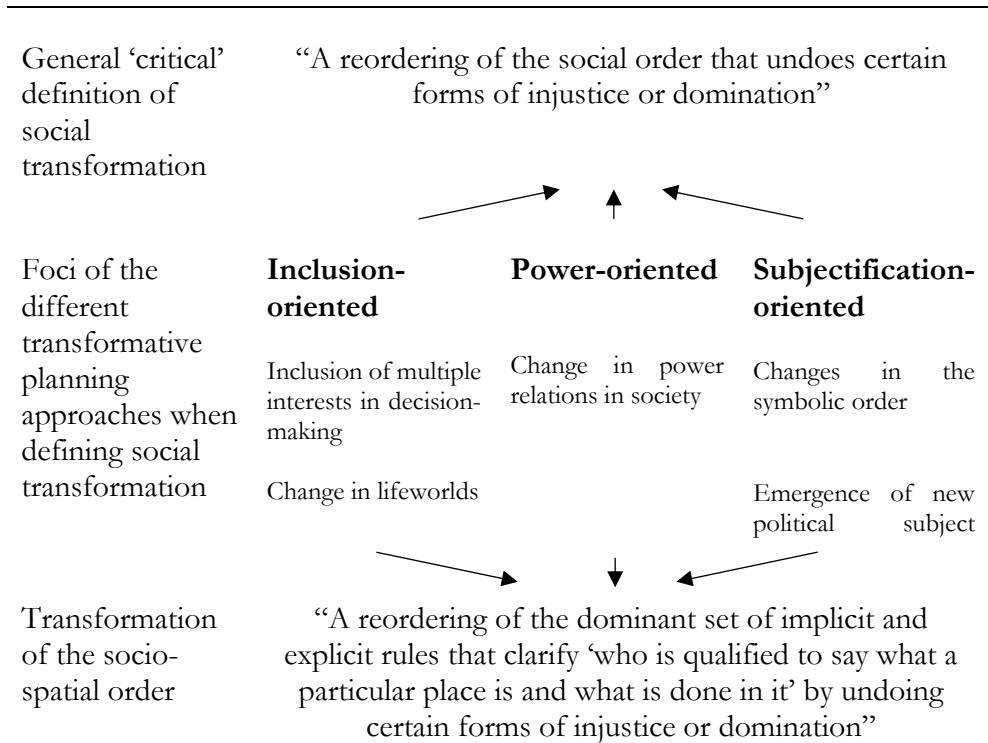 General ‘critical’
definition of
social
transformation
“A reordering of the social order that undoes certain
forms of injustice or domination”
Foci of the
different
transformative
planning
approaches when
defining social
transformation
Inclusion-
oriented
Inclusion of multiple
interests in decision-
making
Change in lifeworlds
Power-oriented
Change in power
relations in society
Subjectification-
oriented
Changes in the
symbolic order
Emergence of new
political subject
Transformation
of the socio-
spatial order
“A reordering of the dominant set of implicit and
explicit rules that clarify ‘who is qualified to say what a
particular place is and what is done in it’ by undoing
certain forms of injustice or domination”